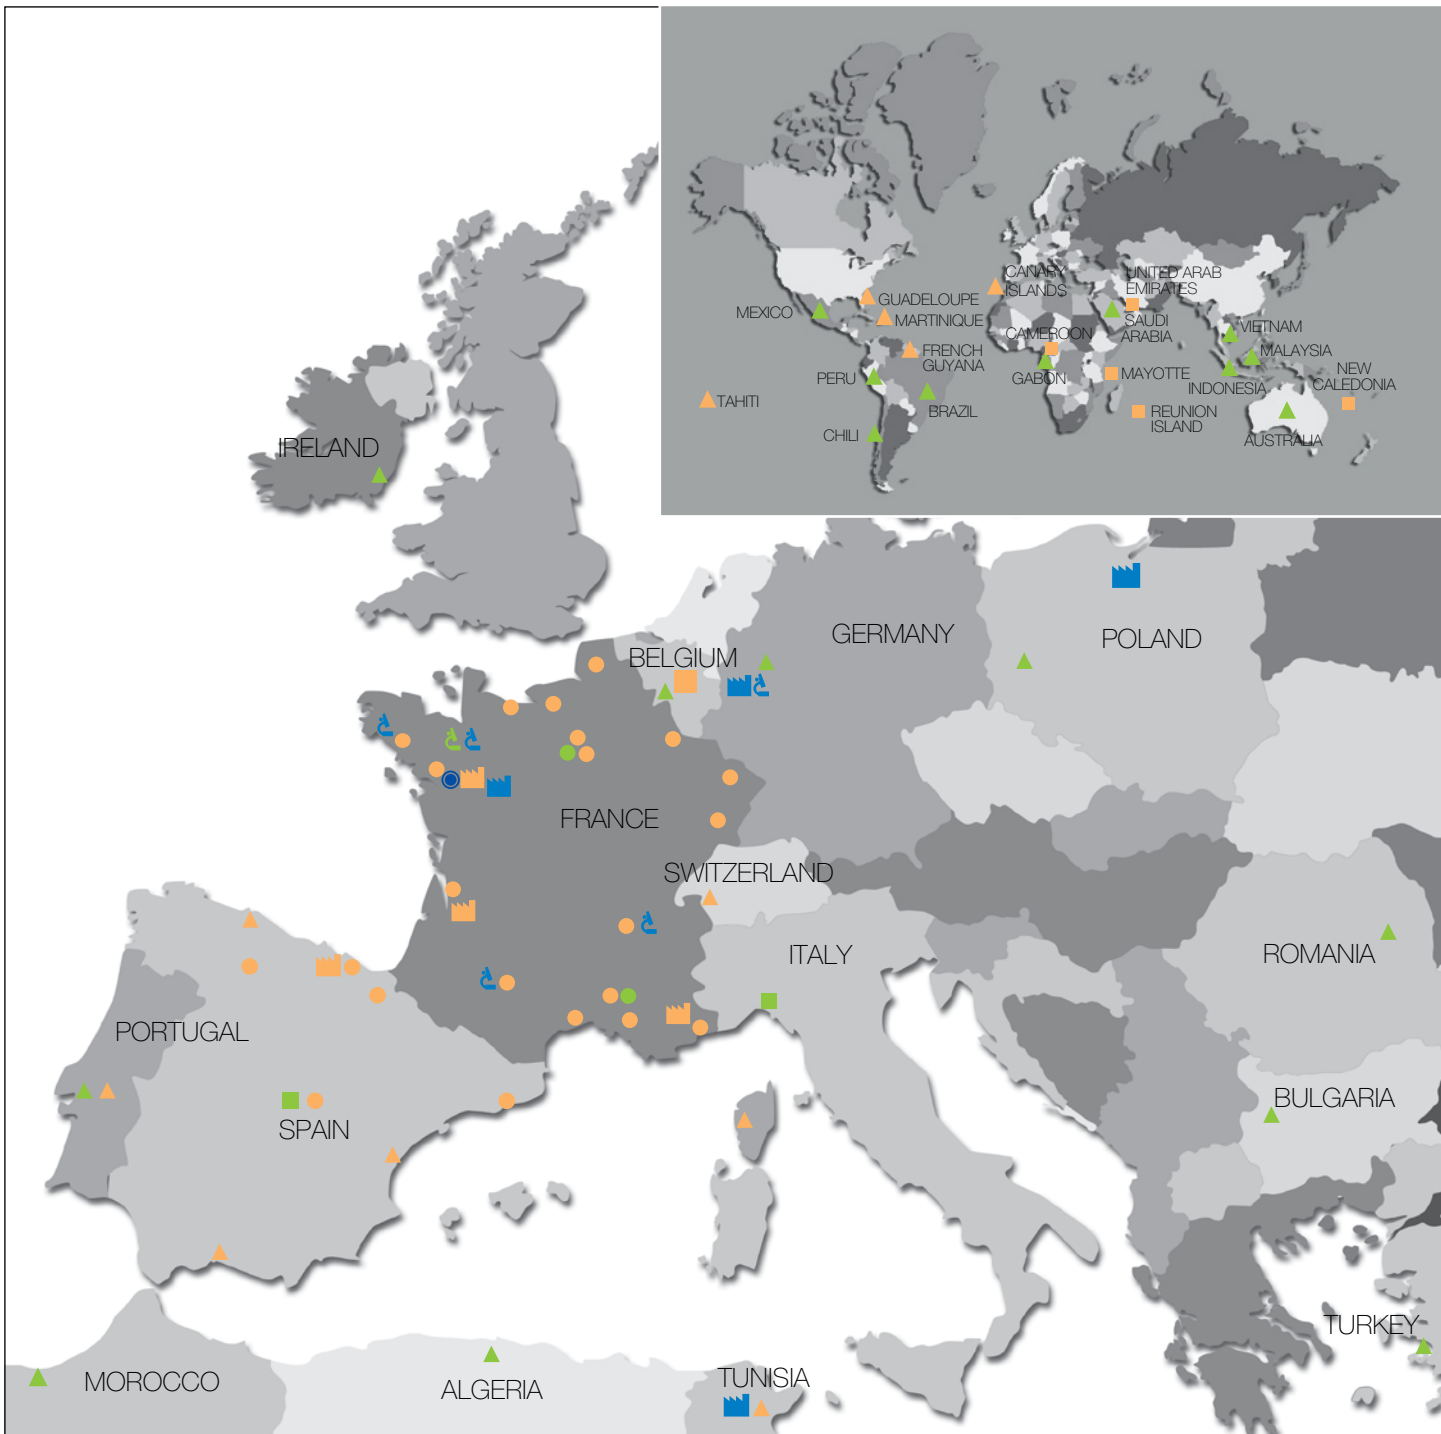 CANARY
ISLANDS
UNITED ARAB
EMIRATES
GUADELOUPE
MEXICO
MARTINIQUE
SAUDI
ARABIA
VIETNAM
CAMEROON
MALAYSIA
FRENCH
GUYANA
NEW
CALEDONIA
PERU
GABON
MAYOTTE
INDONESIA
TAHITI
BRAZIL
REUNION
ISLAND
CHILI
AUSTRALIA
IRELAND
GERMANY
POLAND
BELGIUM
FRANCE
SWITZERLAND
ITALY
ROMANIA
PORTUGAL
BULGARIA
SPAIN
TURKEY
MOROCCO
ALGERIA
TUNISIA